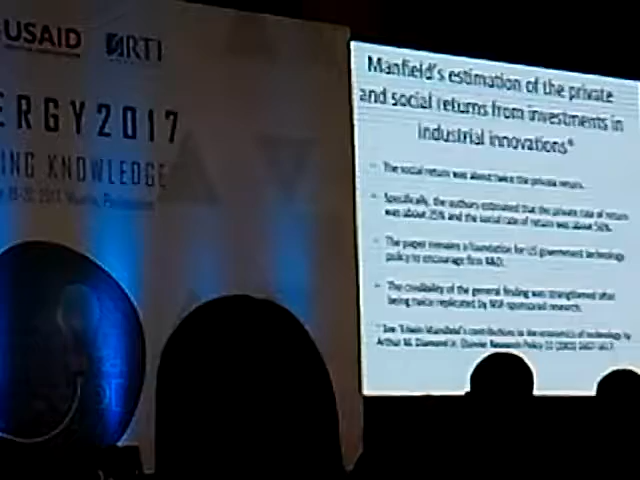 USAID
RTI
ERGY2017
ING KNOWLEDGE
Manfield's estimation of the private
and social returns from investments in
industrial innovations*
The social return was about twice the private return.
Specifically, the authors estimated that the private rate of return
was about 25% and the social rate of return was about 56%.
The paper remains a foundation for US government technology
policy to encourage firm R&D.
The credibility of the general finding was strengthened after
being twice replicated by NSF-sponsored research.
* See "Edwin Mansfield's contributions to the economics of technology by
Arthur M. Diamond Jr. Elsevier Research Policy